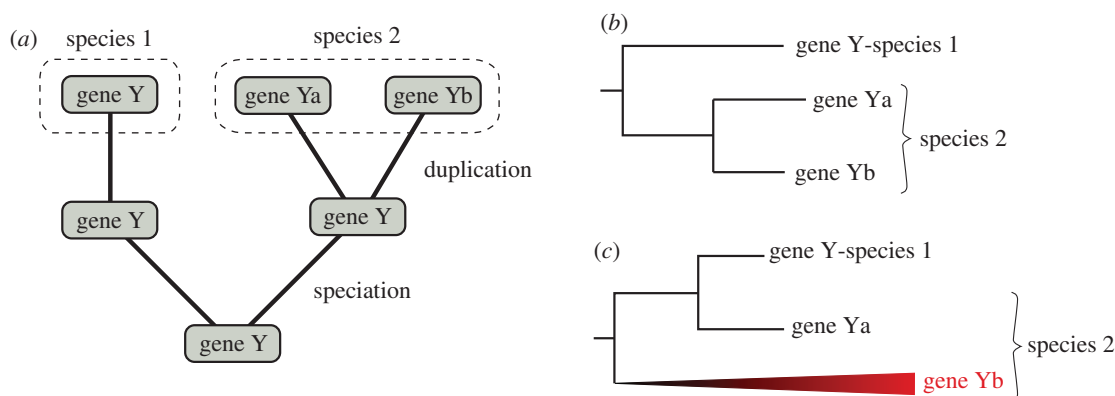 (a)
species 1
species 2
gene Y
gene Ya
gene Yb
duplication
gene Y
gene Y
speciation
gene Y
(b)
gene Y-species 1
gene Ya
species 2
gene Yb
(c)
gene Y-species 1
gene Ya
species 2
gene Yb